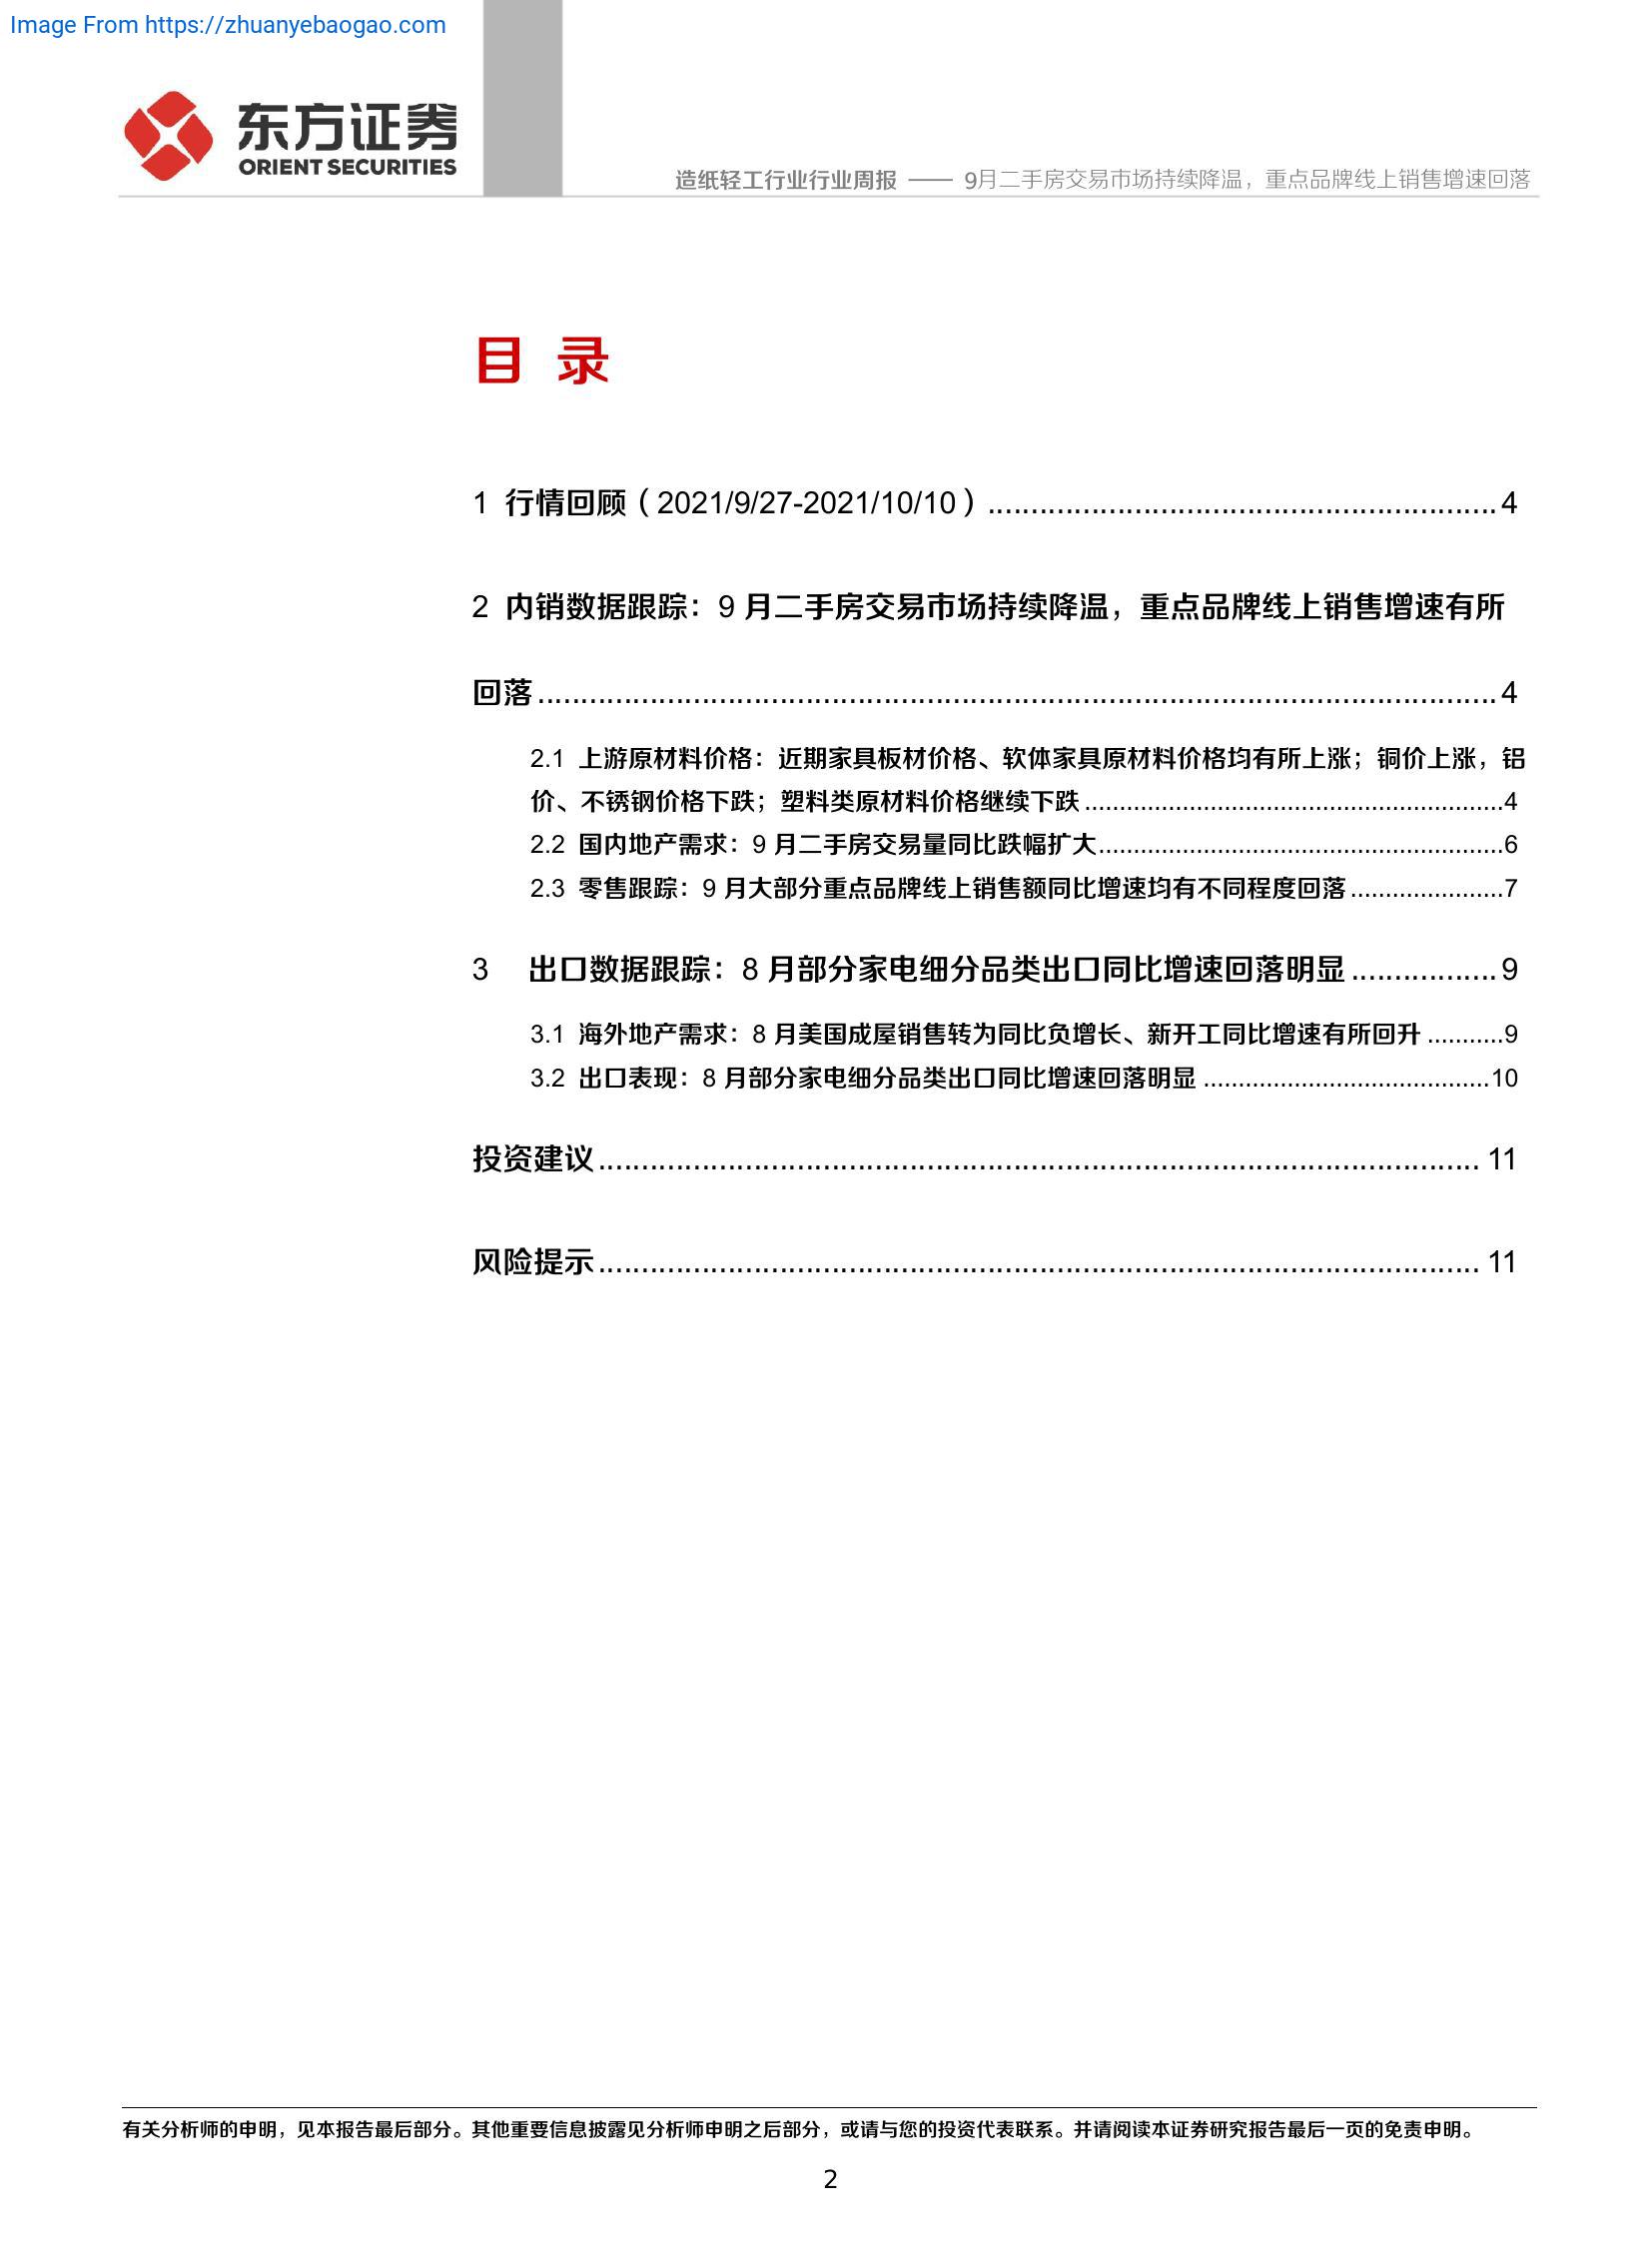 Image From https://zhuanyebaogao.com
东方证券
ORIENT SECURITIES
造纸轻工行业行业周报 —— 9月二手房交易市场持续降温，重点品牌线上销售增速回落
目 录
1 行情回顾（2021/9/27-2021/10/10）............................................................4
2 内销数据跟踪：9 月二手房交易市场持续降温，重点品牌线上销售增速有所
回落................................................................................................................4
2.1 上游原材料价格：近期家具板材价格、软体家具原材料价格均有所上涨；铜价上涨，铝
价、不锈钢价格下跌；塑料类原材料价格继续下跌............................................................4
2.2 国内地产需求：9 月二手房交易量同比跌幅扩大..........................................................6
2.3 零售跟踪：9 月大部分重点品牌线上销售额同比增速均有不同程度回落......................7
3 出口数据跟踪：8 月部分家电细分品类出口同比增速回落明显.................9
3.1 海外地产需求：8 月美国成屋销售转为同比负增长、新开工同比增速有所回升...........9
3.2 出口表现：8 月部分家电细分品类出口同比增速回落明显.........................................10
投资建议...................................................................................................... 11
风险提示...................................................................................................... 11
有关分析师的申明，见本报告最后部分。其他重要信息披露见分析师申明之后部分，或请与您的投资代表联系。并请阅读本证券研究报告最后一页的免责申明。
2